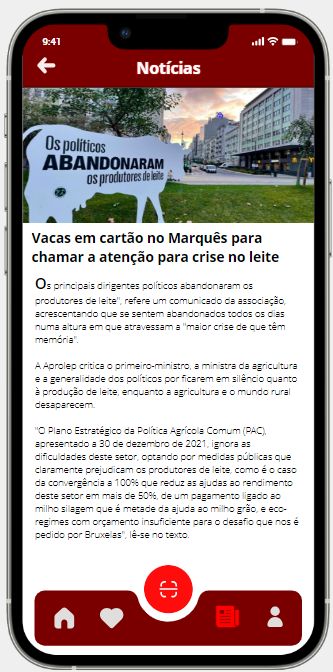 9:41
Notícias
Os políticos
ABANDONARAM
os produtores de leite
Vacas em cartão no Marquês para
chamar a atenção para crise no leite
Os principais dirigentes políticos abandonaram os
produtores de leite", refere um comunicado da associação,
acrescentando que se sentem abandonados todos os dias
numa altura em que atravessam a "maior crise de que têm
memória".
A Aprolep critica o primeiro-ministro, a ministra da agricultura
e a generalidade dos políticos por ficarem em silêncio quanto
à produção de leite, enquanto a agricultura e o mundo rural
desaparecem.
"O Plano Estratégico da Política Agrícola Comum (PAC),
apresentado a 30 de dezembro de 2021, ignora as
dificuldades deste setor, optando por medidas públicas que
claramente prejudicam os produtores de leite, como é o caso
da convergência a 100% que reduz as ajudas ao rendimento
deste setor em mais de 50%, de um pagamento ligado ao
milho silagem que é metade da ajuda ao milho grão, e eco-
regimes com orçamento insuficiente para o desafio que nos é
pedido por Bruxelas", lê-se no texto.